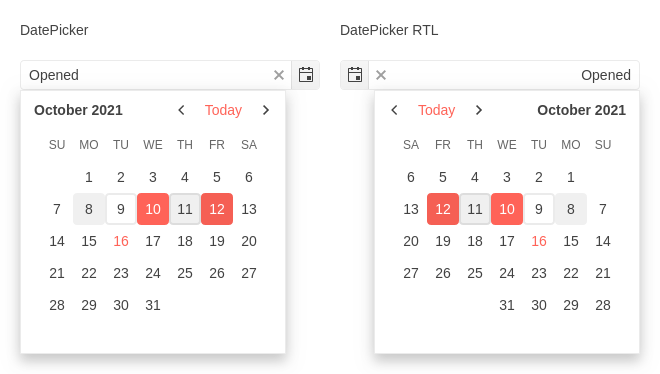 DatePicker
Opened
October 2021 Today
SU MO TU WE TH FR SA
1 2 3 4 5 6
7 8 9 10 11 12 13
14 15 16 17 18 19 20
21 22 23 24 25 26 27
28 29 30 31
DatePicker RTL
Opened
Today October 2021
SA FR TH WE TU MO SU
6 5 4 3 2 1
13 12 11 10 9 8 7
20 19 18 17 16 15 14
27 26 25 24 23 22 21
31 30 29 28